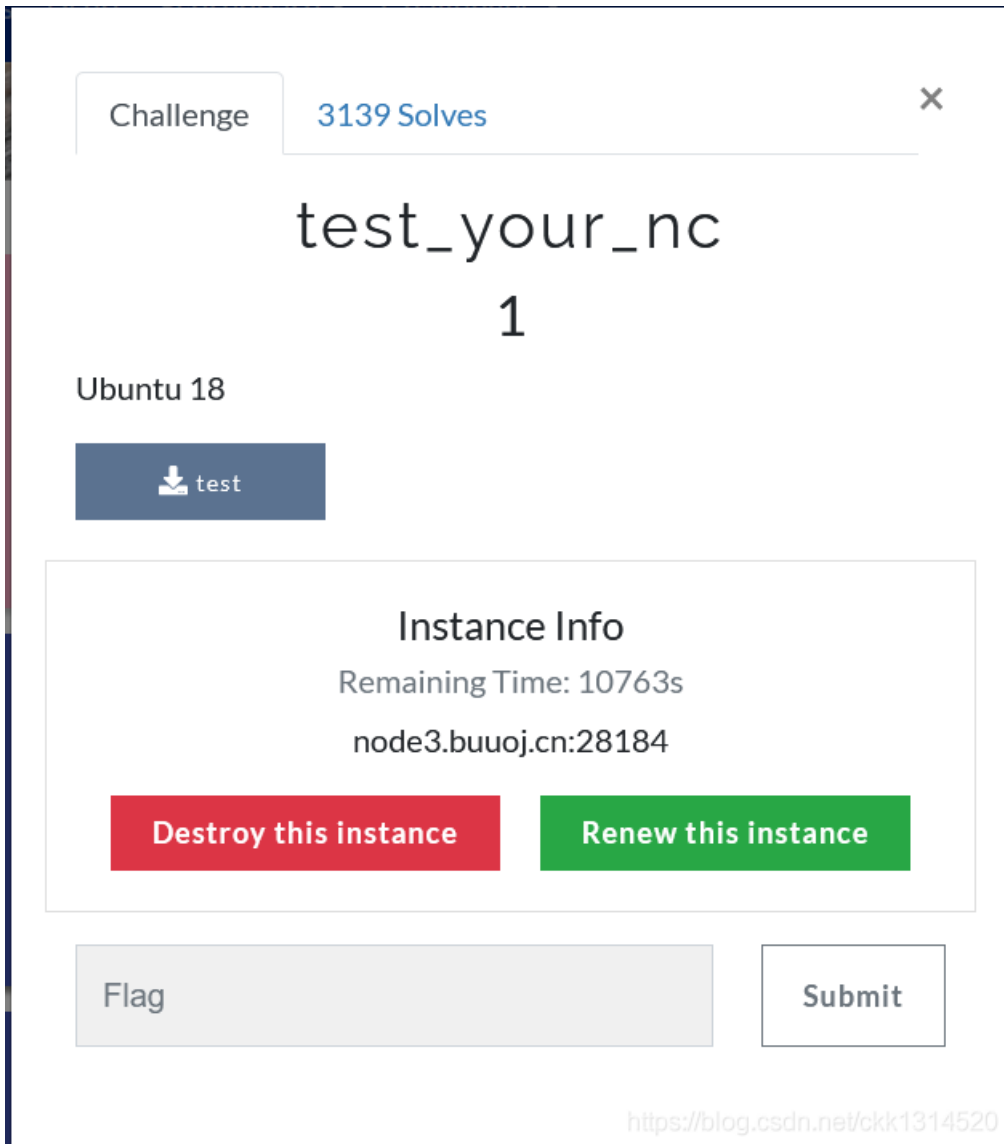 Challenge
3139 Solves
×
test_your_nc
1
Ubuntu 18
test
Instance Info
Remaining Time: 10763s
node3.buuoj.cn:28184
Destroy this instance
Renew this instance
Flag
Submit
https://blog.csdn.net/ckk1314520